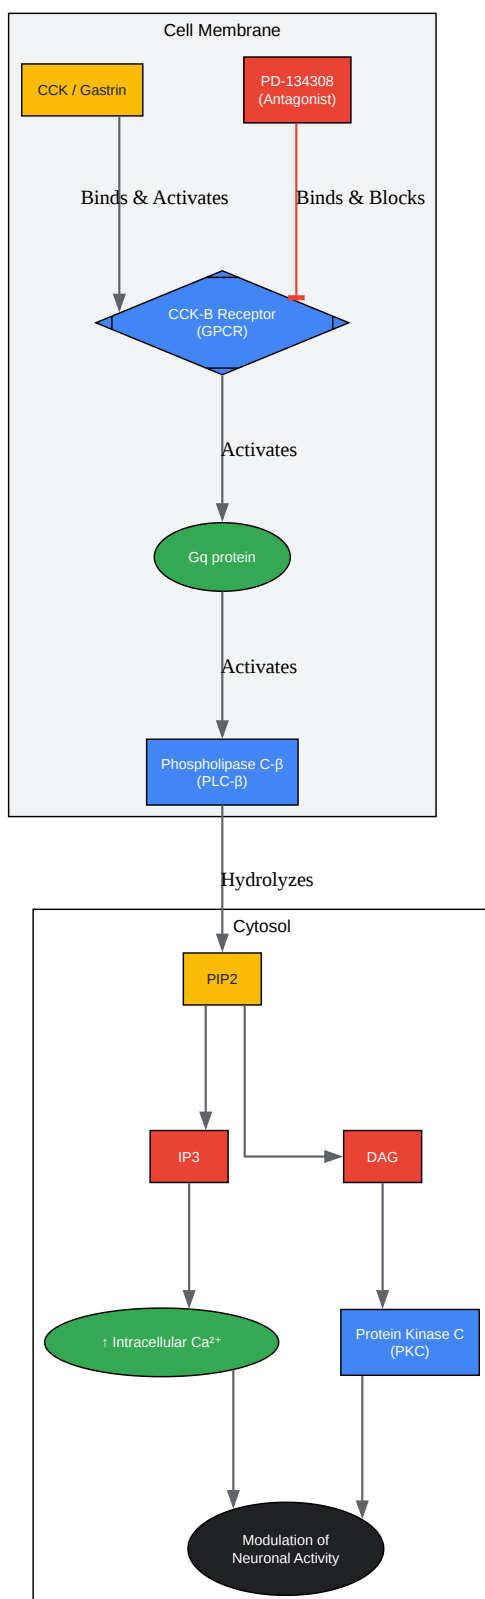 Cell Membrane
CCK / Gastrin
PD-134308
(Antagonist)
Binds & Activates
Binds & Blocks
CCK-B Receptor
(GPCR)
Activates
Gq protein
Activates
Phospholipase C-β
(PLC-β)
Hydrolyzes
Cytosol
PIP2
IP3
DAG
↑ Intracellular Ca²⁺
Protein Kinase C
(PKC)
Modulation of
Neuronal Activity